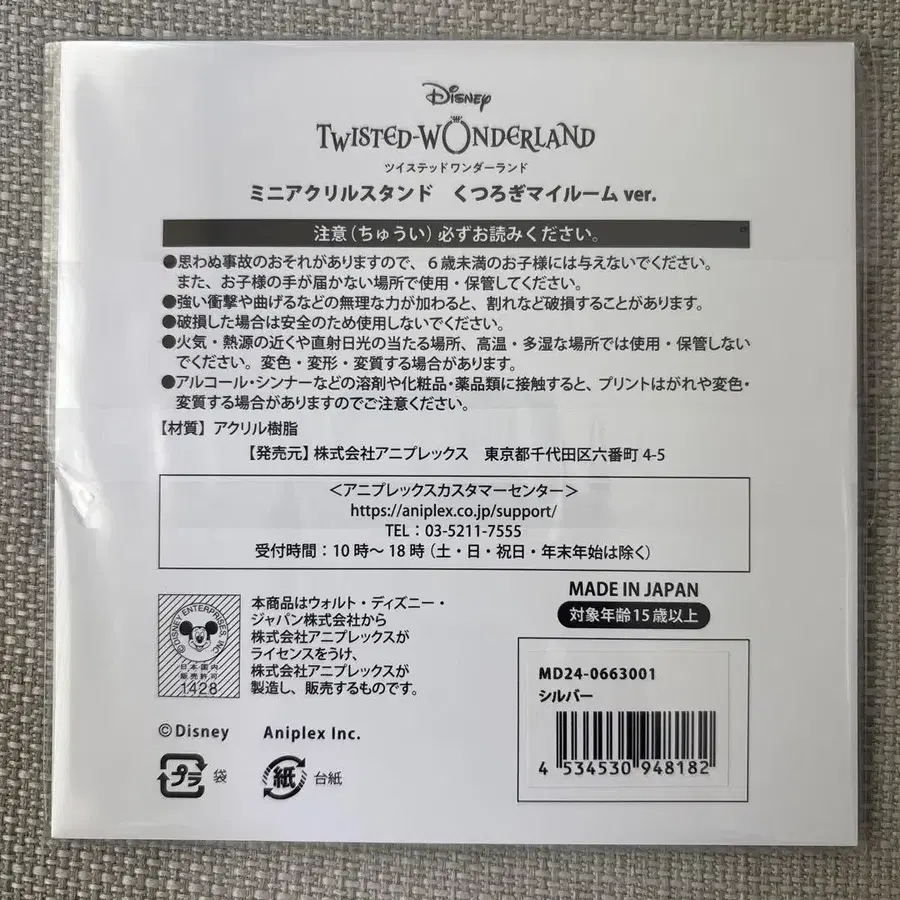 Disney
TWISTED-WONDERLAND
ツイステッドワンダーランド
ミニアクリルスタンド くつろぎマイルーム ver.
注意（ちゅうい）必ずお読みください。
●思わぬ事故のおそれがありますので、６歳未満のお子様には与えないでください。
また、お子様の手が届かない場所で使用・保管してください。
●強い衝撃や曲げるなどの無理な力が加わると、割れなど破損することがあります。
●破損した場合は安全のため使用しないでください。
●火気・熱源の近くや直射日光の当たる場所、高温・多湿な場所では使用・保管しない
でください。変色・変形・変質する場合があります。
●アルコール・シンナーなどの溶剤や化粧品・薬品類に接触すると、プリントはがれや変色・
変質する場合がありますのでご注意ください。
【材質】アクリル樹脂
【発売元】株式会社アニプレックス 東京都千代田区六番町 4-5
＜アニプレックスカスタマーセンター＞
https://aniplex.co.jp/support/
TEL：03-5211-7555
受付時間：10 時～ 18 時（土・日・祝日・年末年始は除く）
MADE IN JAPAN
対象年齢15歳以上
©DISNEY ENTERPRISES, INC.
日本国内
販売許可
1428
本商品はウォルト・ディズニー・
ジャパン株式会社から
株式会社アニプレックスが
ライセンスをうけ、
株式会社アニプレックスが
製造し、販売するものです。
MD24-0663001
シルバー
4 534530 948182
©Disney Aniplex Inc.
プラ 袋 紙 台紙